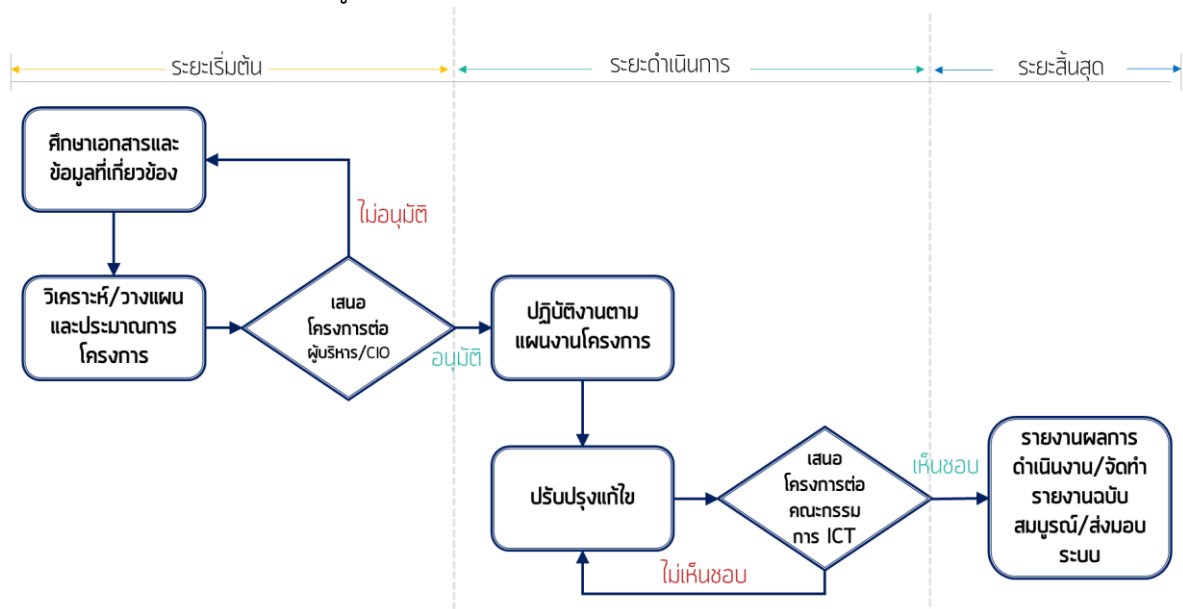 ระยะเริ่มต้น
ระยะดำเนินการ
ระยะสิ้นสุด
ศึกษาเอกสารและ
ข้อมูลที่เกี่ยวข้อง
ไม่อนุมัติ
วิเคราะห์/วางแผน
และประมาณการ
โครงการ
เสนอ
โครงการต่อ
ผู้บริหาร/CIO
อนุมัติ
ปฏิบัติงานตาม
แผนงานโครงการ
ปรับปรุงแก้ไข
เสนอ
โครงการต่อ
คณะกรรม
การ ICT
ไม่เห็นชอบ
เห็นชอบ
รายงานผลการ
ดำเนินงาน/จัดทำ
รายงานฉบับ
สมบูรณ์/ส่งมอบ
ระบบ